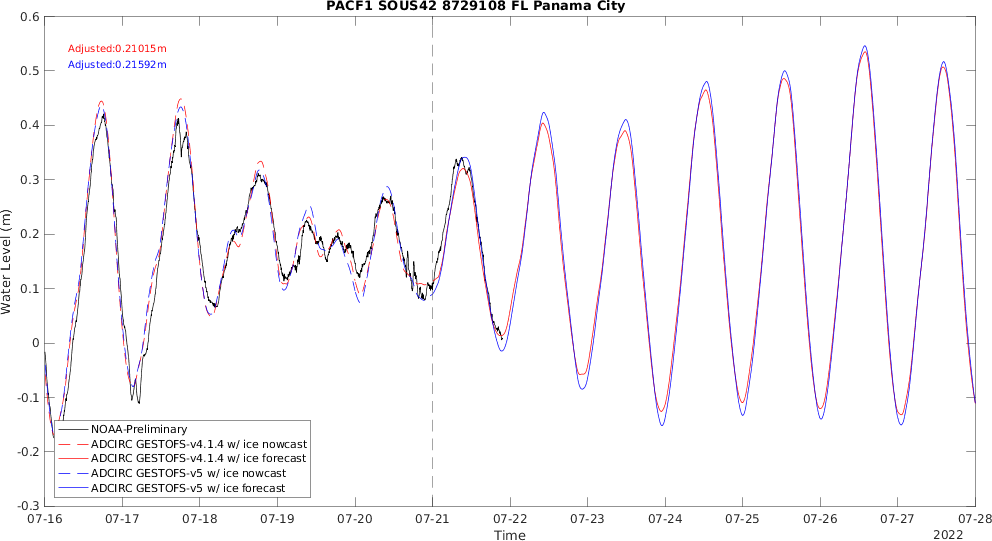 PACF1 SOUS42 8729108 FL Panama City
0.6
Adjusted:0.21015m
Adjusted:0.21592m
0.5
0.4
0.3
0.2
0.1
0
-0.1
-0.2
-0.3
Water Level (m)
NOAA-Preliminary
ADCIRC GESTOFS-v4.1.4 w/ ice nowcast
ADCIRC GESTOFS-v4.1.4 w/ ice forecast
ADCIRC GESTOFS-v5 w/ ice nowcast
ADCIRC GESTOFS-v5 w/ ice forecast
07-16 07-17 07-18 07-19 07-20 07-21 07-22 07-23 07-24 07-25 07-26 07-27 07-28
Time
2022